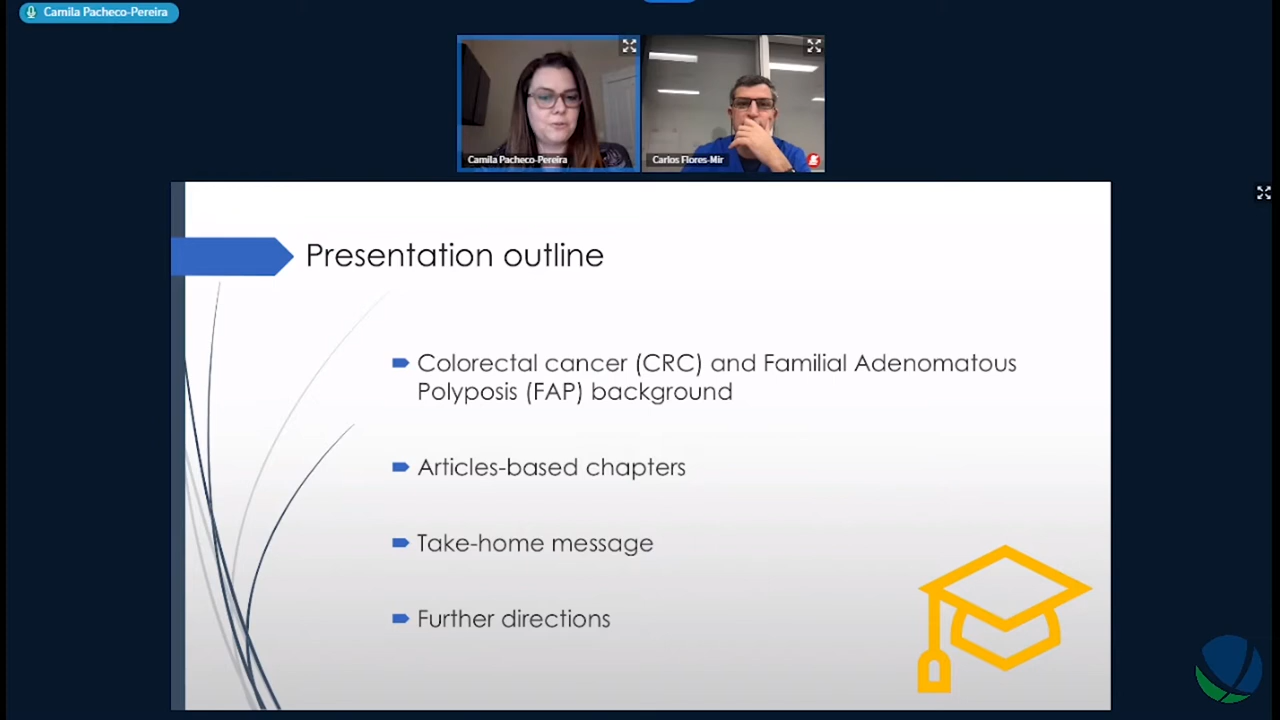 Camila Pacheco-Pereira
Camila Pacheco-Pereira
Carlos Flores-Mir
Presentation outline
Colorectal cancer (CRC) and Familial Adenomatous
Polyposis (FAP) background
Articles-based chapters
Take-home message
Further directions